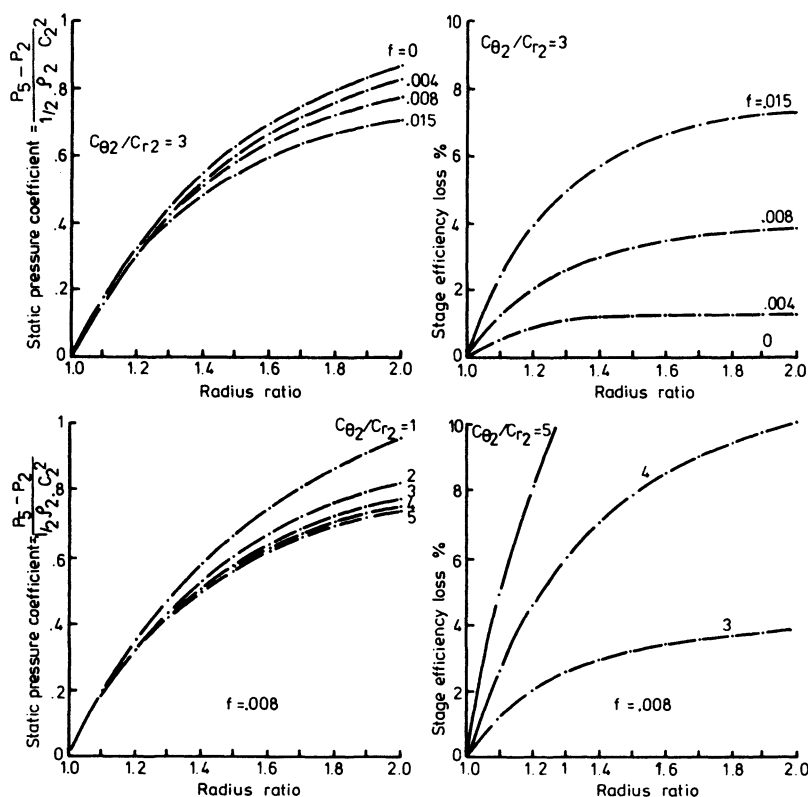 Static pressure coefficient = P5 – P2 / 1/2 ρ2 C2²
1
.8
.6
.4
.2
0
Cθ2/Cr2 = 3
f=0
.004
.008
.015
1.0 1.2 1.4 1.6 1.8 2.0
Radius ratio
Stage efficiency loss %
10
8
6
4
2
0
Cθ2/Cr2=3
f=.015
.008
.004
0
1.0 1.2 1.4 1.6 1.8 2.0
Radius ratio
Static pressure coefficient= P5 – P2 / 1/2 ρ2. C2²
1
.8
.6
.4
.2
0
Cθ2/Cr2=1
2
3
4
5
f=.008
1.0 1.2 1.4 1.6 1.8 2.0
Radius ratio
Stage efficiency loss %
10
8
6
4
2
0
Cθ2/Cr2=5
4
3
f=.008
1.0 1.2 1 1.4 1.6 1.8 2.0
Radius ratio